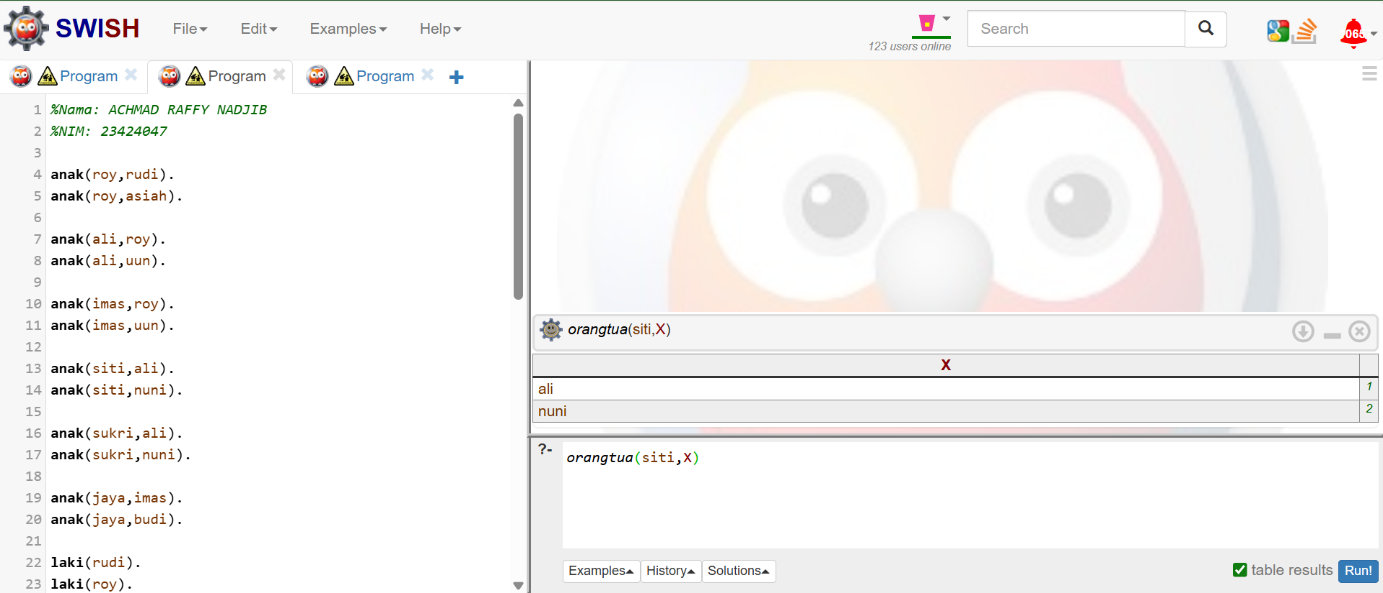 SWISH
File
Edit
Examples
Help
123 users online
Search
Program
Program
Program
1 %Nama: ACHMAD RAFFY NADJIB
2 %NIM: 23424047
3
4 anak(roy,rudi).
5 anak(roy,asiah).
6
7 anak(ali,roy).
8 anak(ali,uun).
9
10 anak(imas,roy).
11 anak(imas,uun).
12
13 anak(siti,ali).
14 anak(siti,nuni).
15
16 anak(sukri,ali).
17 anak(sukri,nuni).
18
19 anak(jaya,imas).
20 anak(jaya,budi).
21
22 laki(rudi).
23 laki(roy).
orangtua(siti,X)
X
ali 1
nuni 2
?- orangtua(siti,X)
Examples
History
Solutions
table results
Run!